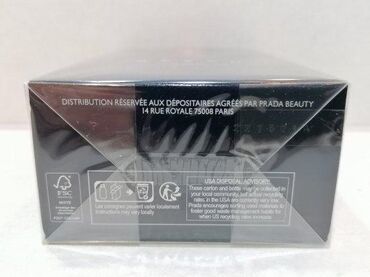 DISTRIBUTION RÉSERVÉE AUX DÉPOSITAIRES AGRÉÉS PAR PRADA BEAUTY
14 RUE ROYALE 75008 PARIS
FSC
MIXTE
Les consignes peuvent varier localement
Instructions may vary locally
USA DISPOSAL ADVISORY:
These carton and bottle may be collected in
your local community, but actual recycling
rates in the USA are currently very low.
Prada encourages sorting used materials to
foster good waste management habits for
when US recycling rates increase.